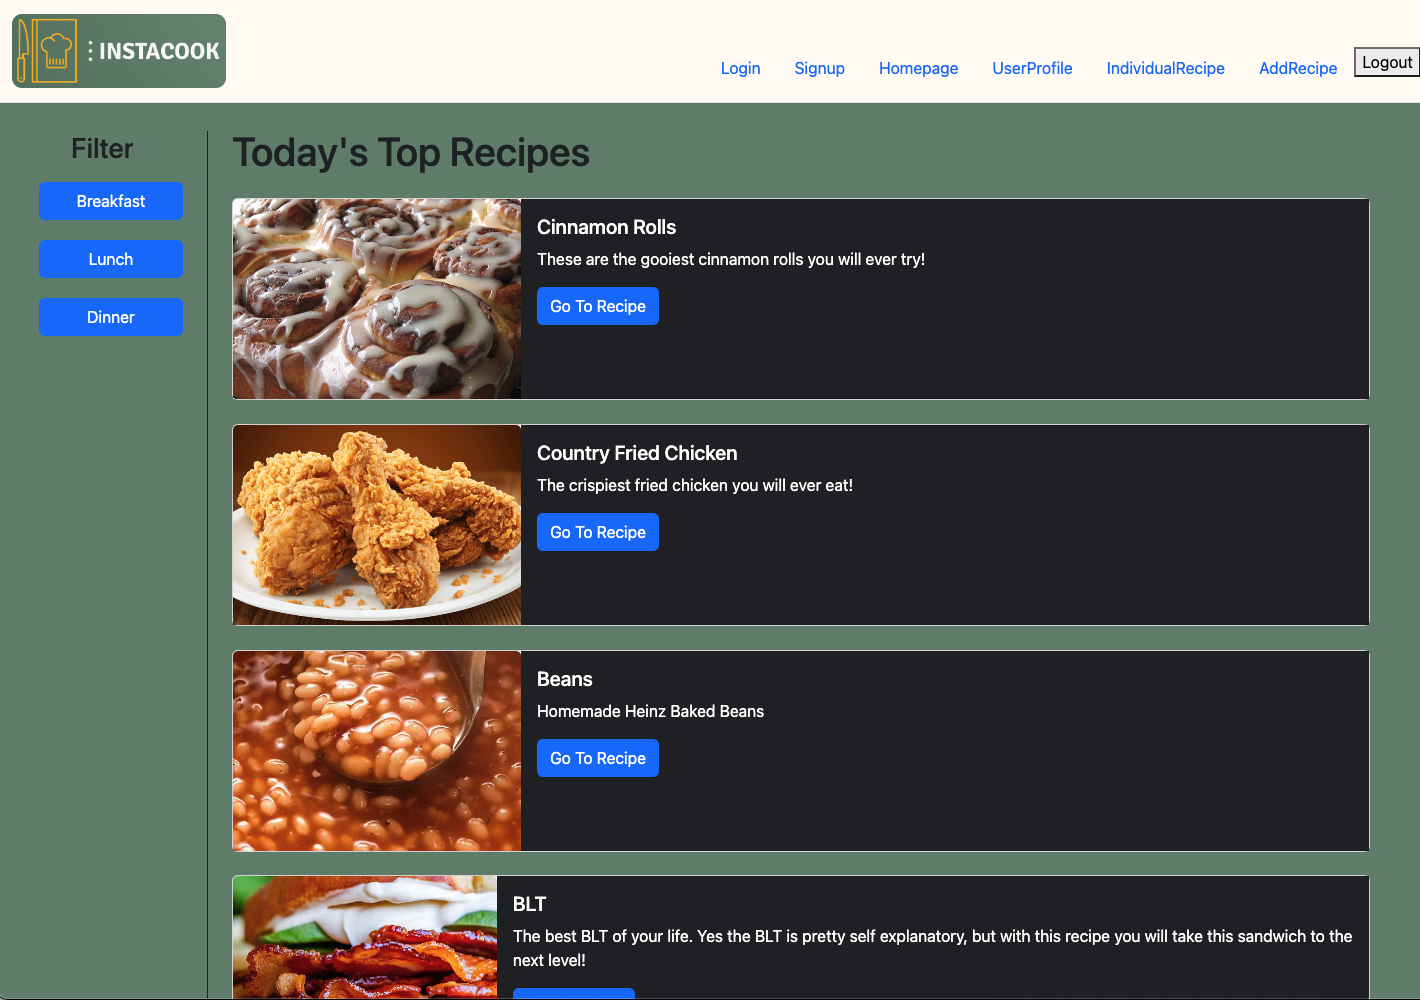 INSTACOOK
Login Signup Homepage UserProfile IndividualRecipe AddRecipe Logout
Filter
Breakfast
Lunch
Dinner
Today's Top Recipes
Cinnamon Rolls
These are the gooiest cinnamon rolls you will ever try!
Go To Recipe
Country Fried Chicken
The crispiest fried chicken you will ever eat!
Go To Recipe
Beans
Homemade Heinz Baked Beans
Go To Recipe
BLT
The best BLT of your life. Yes the BLT is pretty self explanatory, but with this recipe you will take this sandwich to the
next level!